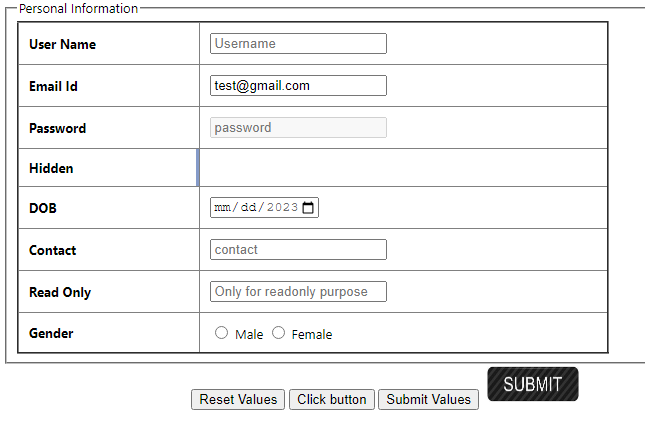 Personal Information
User Name Username
Email Id test@gmail.com
Password password
Hidden
DOB mm/dd/2023
Contact contact
Read Only Only for readonly purpose
Gender Male Female
Reset Values Click button Submit Values SUBMIT